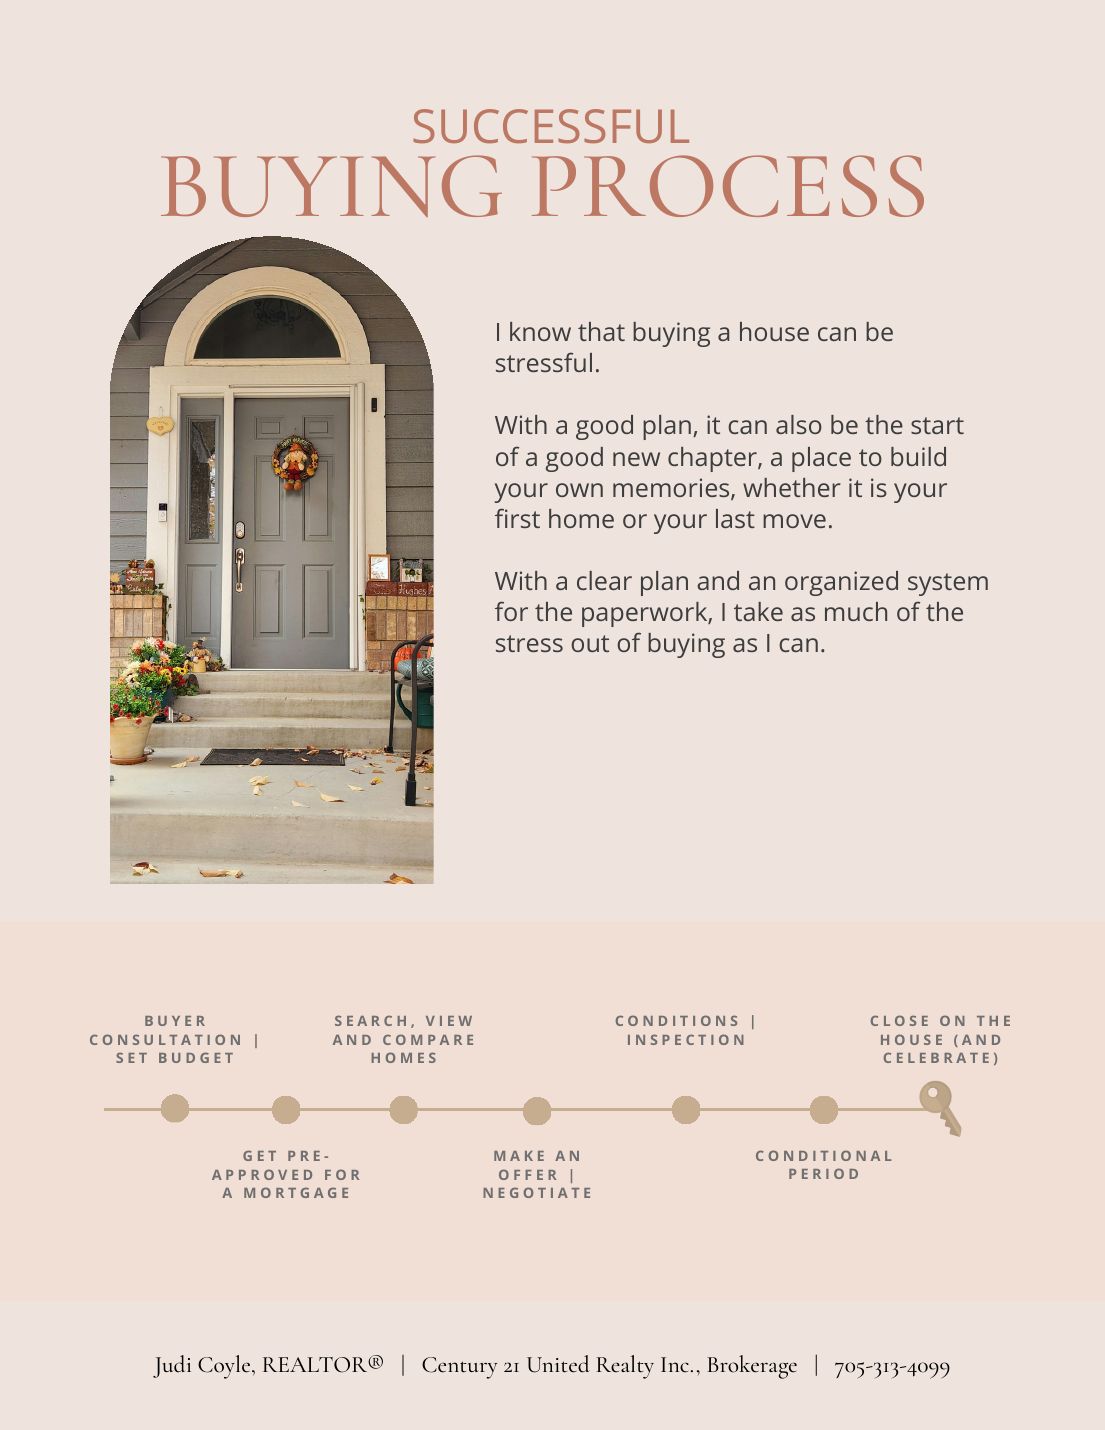 SUCCESSFUL
BUYING PROCESS
I know that buying a house can be
stressful.
With a good plan, it can also be the start
of a good new chapter, a place to build
your own memories, whether it is your
first home or your last move.
With a clear plan and an organized system
for the paperwork, I take as much of the
stress out of buying as I can.
BUYER
CONSULTATION |
SET BUDGET
GET PRE-
APPROVED FOR
A MORTGAGE
SEARCH, VIEW
AND COMPARE
HOMES
MAKE AN
OFFER |
NEGOTIATE
CONDITIONS |
INSPECTION
CONDITIONAL
PERIOD
CLOSE ON THE
HOUSE (AND
CELEBRATE)
Judi Coyle, REALTOR® | Century 21 United Realty Inc., Brokerage | 705-313-4099